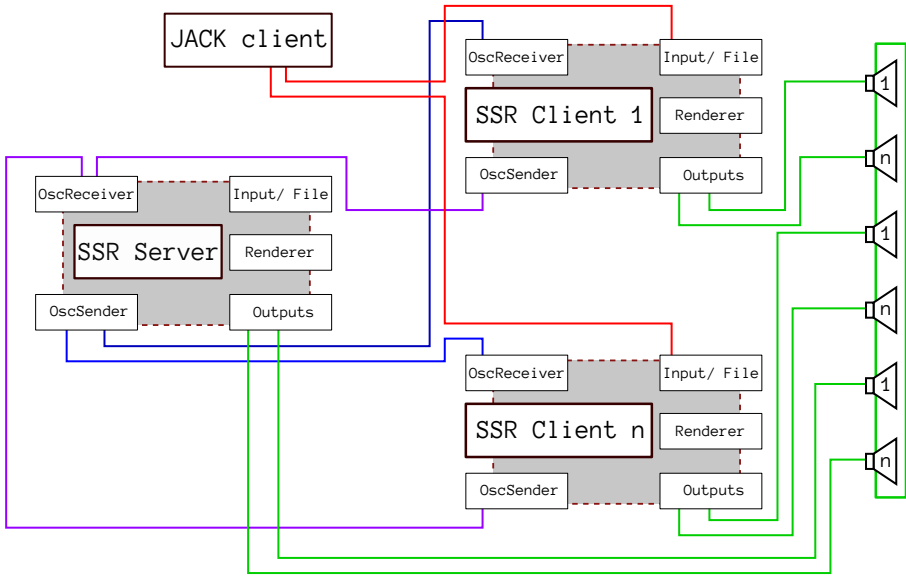 JACK client
OscReceiver
Input/ File
SSR Client 1
Renderer
OscSender
Outputs
OscReceiver
Input/ File
SSR Server
Renderer
OscSender
Outputs
OscReceiver
Input/ File
SSR Client n
Renderer
OscSender
Outputs
1
n
1
n
1
n